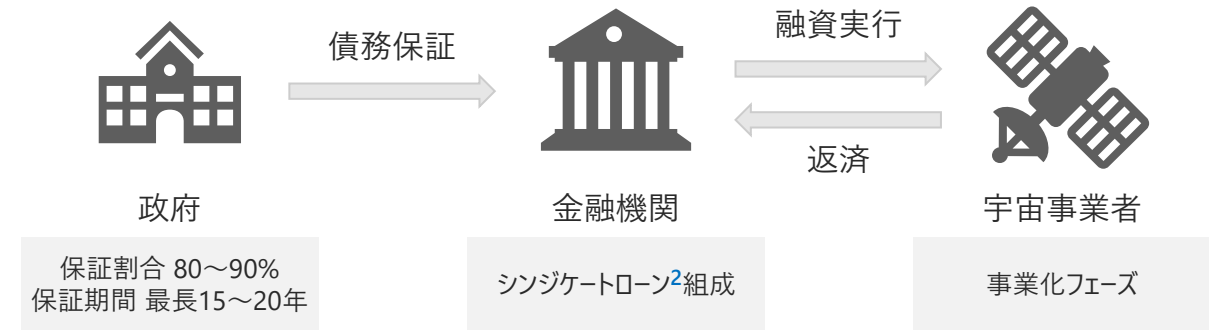 債務保証
融資実行
返済
政府
金融機関
宇宙事業者
保証割合 80～90%
保証期間 最長15～20年
シンジケートローン2組成
事業化フェーズ